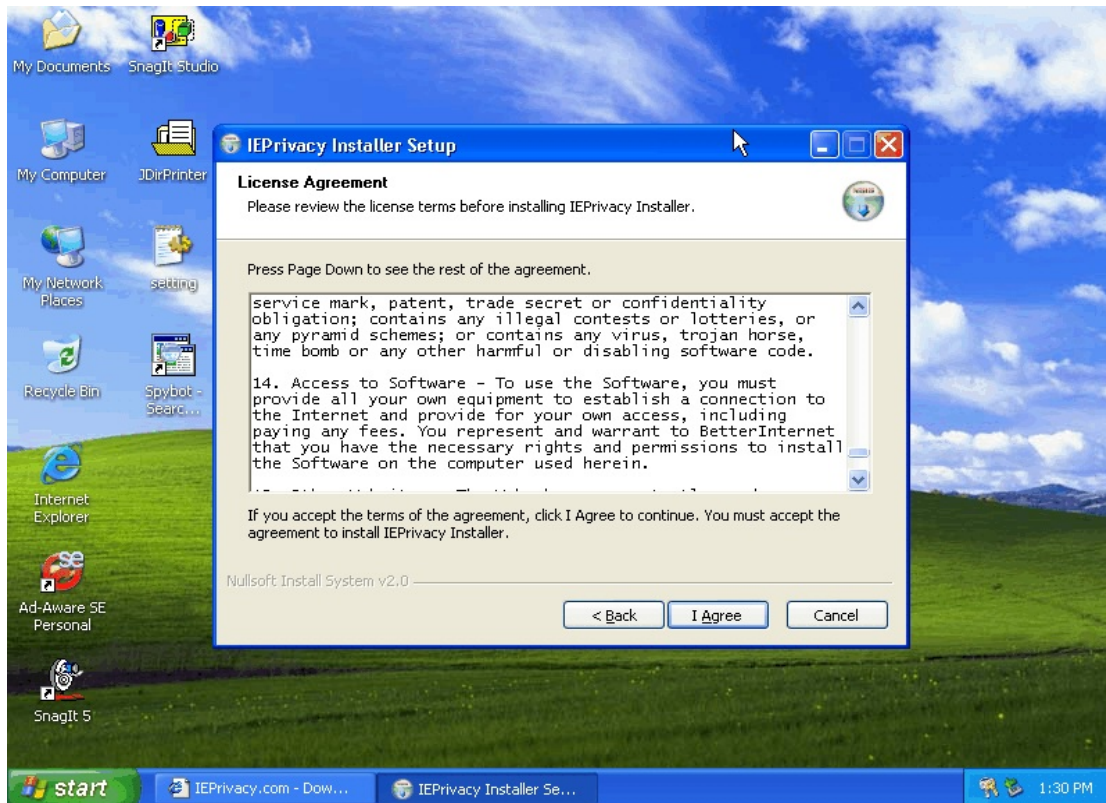 My Documents
SnagIt Studio
My Computer
JDirPrinter
My Network
Places
setting
Recycle Bin
Spybot -
Searc...
Internet
Explorer
Ad-Aware SE
Personal
SnagIt 5
IEPrivacy Installer Setup
License Agreement
Please review the license terms before installing IEPrivacy Installer.
Press Page Down to see the rest of the agreement.
service mark, patent, trade secret or confidentiality
obligation; contains any illegal contests or lotteries, or
any pyramid schemes; or contains any virus, trojan horse,
time bomb or any other harmful or disabling software code.
14. Access to Software - To use the Software, you must
provide all your own equipment to establish a connection to
the Internet and provide for your own access, including
paying any fees. You represent and warrant to BetterInternet
that you have the necessary rights and permissions to install
the Software on the computer used herein.
If you accept the terms of the agreement, click I Agree to continue. You must accept the
agreement to install IEPrivacy Installer.
Nullsoft Install System v2.0
< Back
I Agree
Cancel
start
IEPrivacy.com - Dow...
IEPrivacy Installer Se...
1:30 PM